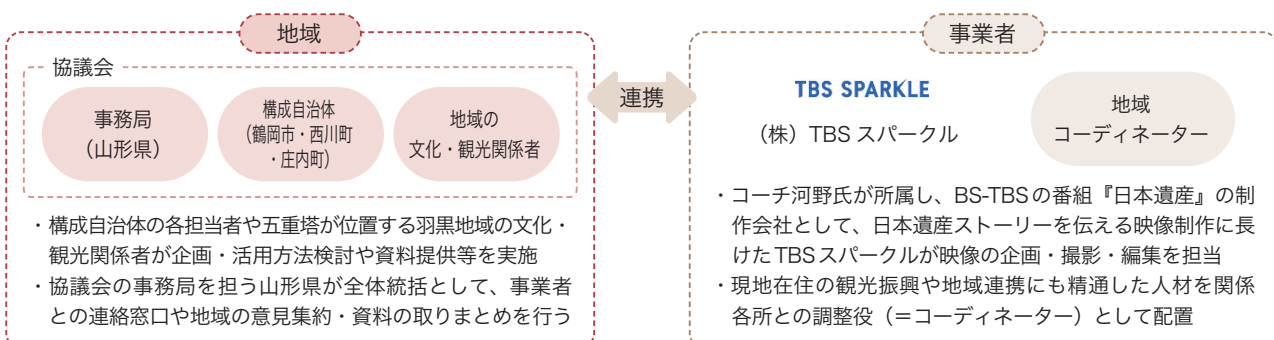 地域
協議会
事務局
（山形県）
構成自治体
（鶴岡市・西川町
・庄内町）
地域の
文化・観光関係者
・構成自治体の各担当者や五重塔が位置する羽黒地域の文化・
観光関係者が企画・活用方法検討や資料提供等を実施
・協議会の事務局を担う山形県が全体統括として、事業者
との連絡窓口や地域の意見集約・資料の取りまとめを行う
連携
事業者
TBS SPARKLE
（株）TBS スパークル
地域
コーディネーター
・コーチ河野氏が所属し、BS-TBSの番組『日本遺産』の制
作会社として、日本遺産ストーリーを伝える映像制作に長
けたTBSスパークルが映像の企画・撮影・編集を担当
・現地在住の観光振興や地域連携にも精通した人材を関係
各所との調整役（＝コーディネーター）として配置